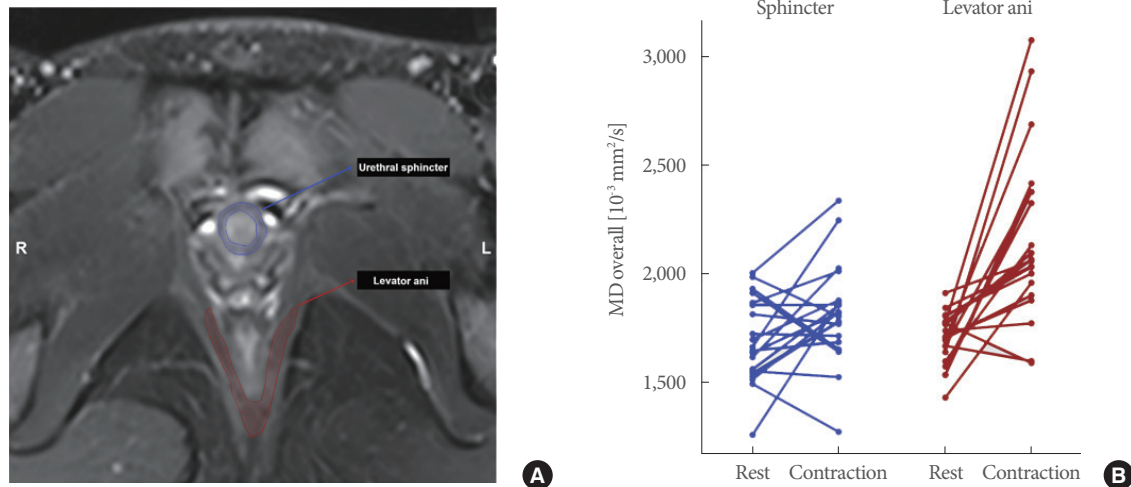 Urethral sphincter
R
L
Levator ani
A
Sphincter
Levator ani
MD overall [10⁻³ mm²/s]
3,000
2,500
2,000
1,500
Rest
Contraction
Rest
Contraction
B